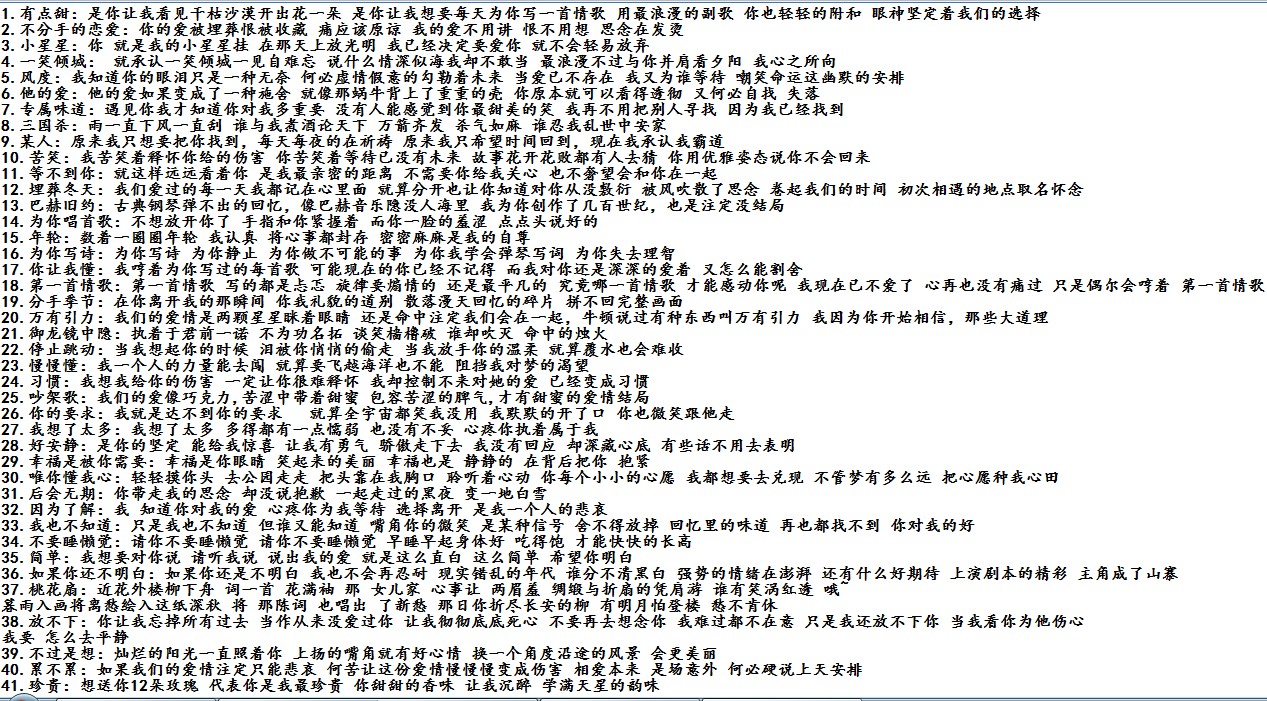 1. 有点甜：是你让我看见干枯沙漠开出花一朵 是你让我想要每天为你写一首情歌 用最浪漫的副歌 你也轻轻的附和 眼神坚定着我们的选择
2. 不分手的恋爱：你的爱被埋葬恨被收藏 痛应该原谅 我的爱不用讲 恨不用想 思念在发烫
3. 小星星：你 就是我的小星星挂 在那天上放光明 我已经决定要爱你 就不会轻易放弃
4. 一笑倾城： 就承认一笑倾城一见自难忘 说什么情深似海我却不敢当 最浪漫不过与你并肩看夕阳 我心之所向
5. 风度：我知道你的眼泪只是一种无奈 何必虚情假意的勾勒着未来 当爱已不存在 我又为谁等待 嘲笑命运这幽默的安排
6. 他的爱：他的爱如果变成了一种施舍 就像那蜗牛背上了重重的壳 你原本就可以看得透彻 又何必自找 失落
7. 专属味道：遇见你我才知道你对我多重要 没有人能感觉到你最甜美的笑 我再不用把别人寻找 因为我已经找到
8. 三国杀：雨一直下风一直刮 谁与我煮酒论天下 万箭齐发 杀气如麻 谁忍我乱世中安家
9. 某人：原来我只想要把你找到，每天每夜的在祈祷 原来我只希望时间回到，现在我承认我霸道
10. 苦笑：我苦笑着释怀你给的伤害 你苦笑着等待已没有未来 故事花开花败都有人去猜 你用优雅姿态说你不会回来
11. 等不到你：就这样远远看着你 是我最亲密的距离 不需要你给我关心 也不奢望会和你在一起
12. 埋葬冬天：我们爱过的每一天我都记在心里面 就算分开也让你知道对你从没敷衍 被风吹散了思念 卷起我们的时间 初次相遇的地点取名怀念
13. 巴赫旧约：古典钢琴弹不出的回忆，像巴赫音乐隐没人海里 我为你创作了几百世纪，也是注定没结局
14. 为你唱首歌：不想放开你了 手指和你紧握着 而你一脸的羞涩 点点头说好的
15. 年轮：数着一圈圈年轮 我认真 将心事都封存 密密麻麻是我的自尊
16. 为你写诗：为你写诗 为你静止 为你做不可能的事 为你我学会弹琴写词 为你失去理智
17. 你让我懂：我哼着为你写过的每首歌 可能现在的你已经不记得 而我对你还是深深的爱着 又怎么能割舍
18. 第一首情歌：第一首情歌 写的都是忐忑 旋律要煽情的 还是最平凡的 究竟哪一首情歌 才能感动你呢 我现在已不爱了 心再也没有痛过 只是偶尔会哼着 第一首情歌
19. 分手季节：在你离开我的那瞬间 你我礼貌的道别 散落漫天回忆的碎片 拼不回完整画面
20. 万有引力：我们的爱情是两颗星星眯着眼睛 还是命中注定我们会在一起，牛顿说过有种东西叫万有引力 我因为你开始相信，那些大道理
21. 御龙镜中隐：执着于君前一诺 不为功名拓 谈笑樯橹破 谁却吹灭 命中的烛火
22. 停止跳动：当我想起你的时候 泪被你悄悄的偷走 当我放手你的温柔 就算覆水也会难收
23. 慢慢懂：我一个人的力量能去闯 就算要飞越海洋也不能 阻挡我对梦的渴望
24. 习惯：我想我给你的伤害 一定让你很难释怀 我却控制不来对她的爱 已经变成习惯
25. 吵架歌：我们的爱像巧克力,苦涩中带着甜蜜 包容苦涩的脾气,才有甜蜜的爱情结局
26. 你的要求：我就是达不到你的要求   就算全宇宙都笑我没用 我默默的开了口 你也微笑跟他走
27. 我想了太多：我想了太多 多得都有一点懦弱 也没有不妥 心疼你执着属于我
28. 好安静：是你的坚定 能给我惊喜 让我有勇气 骄傲走下去 我没有回应 却深藏心底 有些话不用去表明
29. 幸福是被你需要：幸福是你眼睛 笑起来的美丽 幸福也是 静静的 在背后把你 抱紧
30. 唯你懂我心：轻轻摸你头 去公园走走 把头靠在我胸口 聆听着心动 你每个小小的心愿 我都想要去兑现 不管梦有多么远 把心愿种我心田
31. 后会无期：你带走我的思念 却没说抱歉 一起走过的黑夜 变一地白雪
32. 因为了解：我 知道你对我的爱 心疼你为我等待 选择离开 是我一个人的悲哀
33. 我也不知道：只是我也不知道 但谁又能知道 嘴角你的微笑 是某种信号 舍不得放掉 回忆里的味道 再也都找不到 你对我的好
34. 不要睡懒觉：请你不要睡懒觉 请你不要睡懒觉 早睡早起身体好 吃得饱 才能快快的长高
35. 简单：我想要对你说 请听我说 说出我的爱 就是这么直白 这么简单 希望你明白
36. 如果你还不明白：如果你还是不明白 我也不会再忍耐 现实错乱的年代 谁分不清黑白 强势的情绪在澎湃 还有什么好期待 上演剧本的精彩 主角成了山寨
37. 桃花扇：近花外楼柳下舟 词一首 花满袖 那 女儿家 心事让 两眉羞 绸缎与折扇的凭肩游 谁有笑涡红透 哦~
暮雨入画将离愁绘入这纸深秋 将 那陈词 也唱出 了新愁 那日你折尽长安的柳 有明月怕登楼 愁不肯休
38. 放不下：你让我忘掉所有过去 当作从来没爱过你 让我彻彻底底死心 不要再去想念你 我难过都不在意 只是我还放不下你 当我看你为他伤心
我要 怎么去平静
39. 不过是想：灿烂的阳光一直照着你 上扬的嘴角就有好心情 换一个角度沿途的风景 会更美丽
40. 累不累：如果我们的爱情注定只能悲哀 何苦让这份爱情慢慢慢变成伤害 相爱本来 是场意外 何必硬说上天安排
41. 珍贵：想送你12朵玫瑰 代表你是我最珍贵 你甜甜的香味 让我沉醉 学满天星的韵味